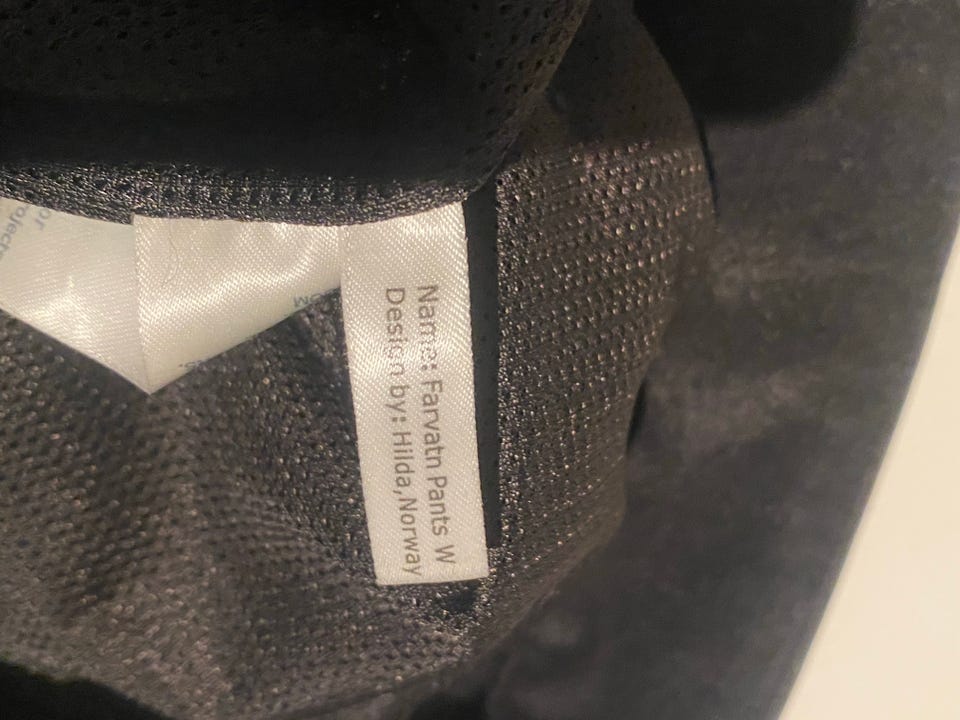 Name: Farvatn Pants W
Design by: Hilda,Norway